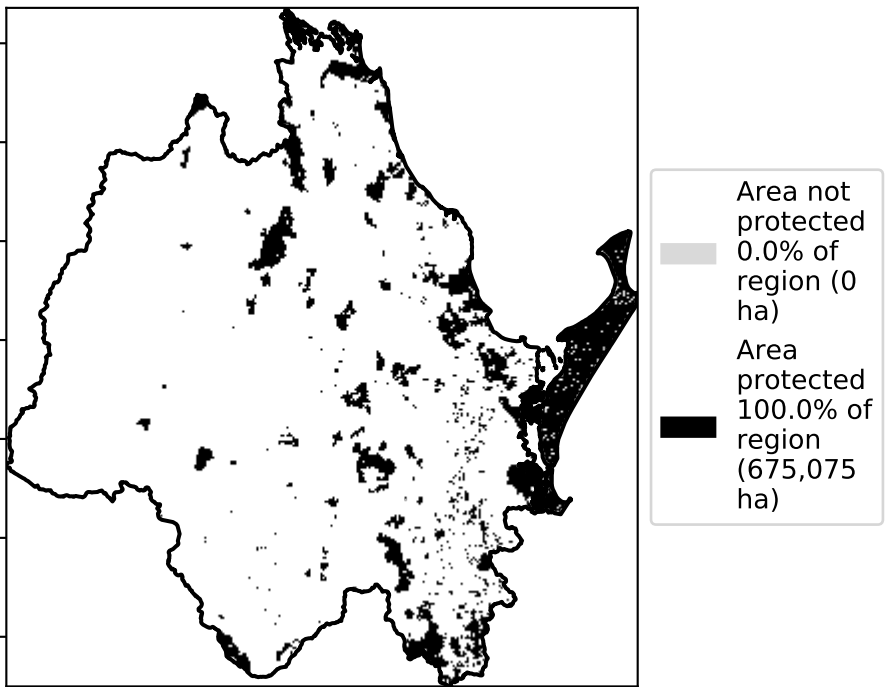 Area not
protected
0.0% of
region (0
ha)
Area
protected
100.0% of
region
(675,075
ha)